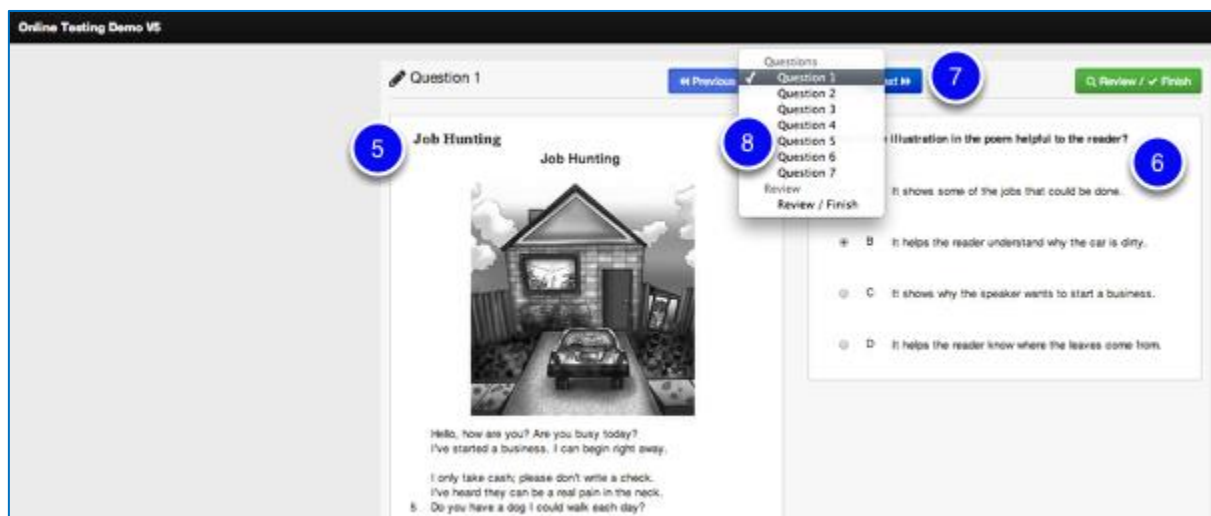 Online Testing Demo V5
Question 1
Previous
Questions
✓ Question 1
Question 2
Question 3
Question 4
Question 5
Question 6
Question 7
Review
Review / Finish
7
Review / ✓ Finish
5
8
6
Job Hunting
Job Hunting
illustration in the poem helpful to the reader?
It shows some of the jobs that could be done.
B It helps the reader understand why the car is dirty.
C It shows why the speaker wants to start a business.
D It helps the reader know where the leaves come from.
Hello, how are you? Are you busy today?
I've started a business. I can begin right away.
I only take cash; please don't write a check.
I've heard they can be a real pain in the neck.
5 Do you have a dog I could walk each day?